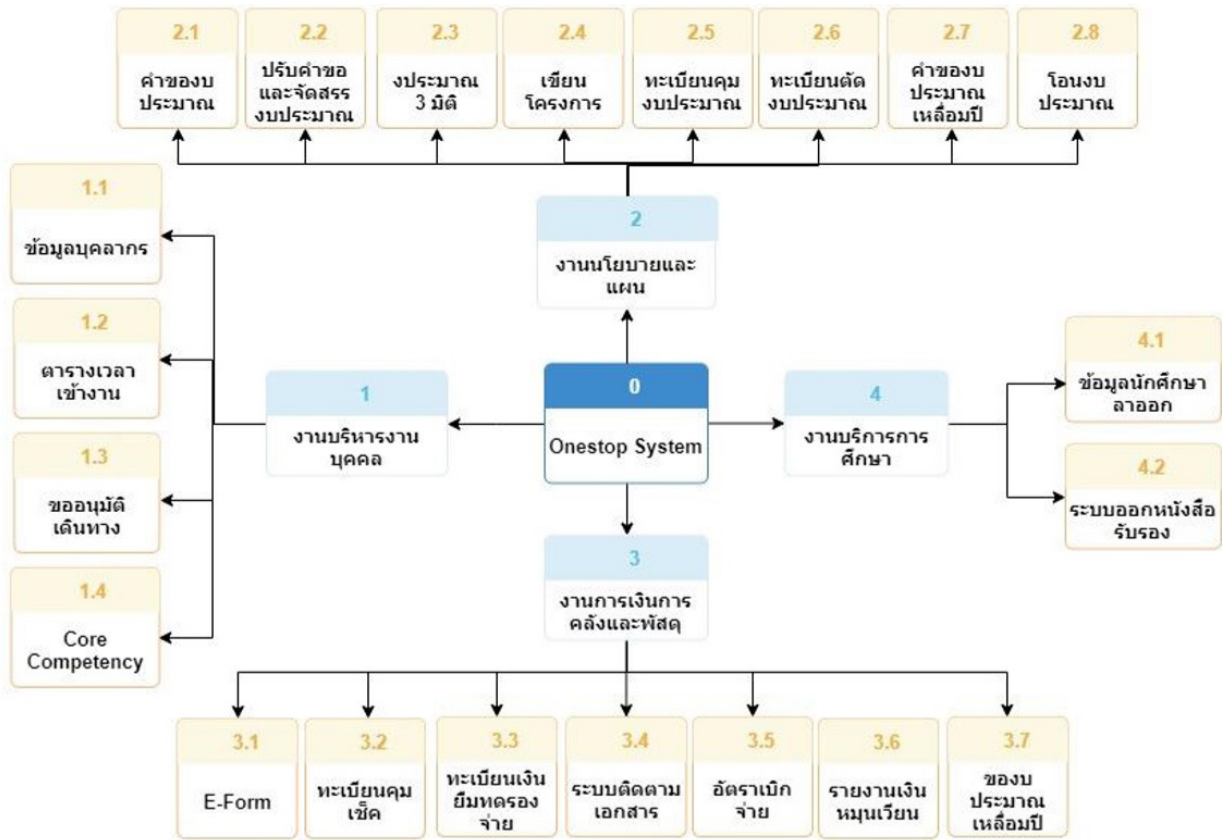 2.1
คำของบ
ประมาณ
2.2
ปรับคำขอ
และจัดสรร
งบประมาณ
2.3
งประมาณ
3 มิติ
2.4
เขียน
โครงการ
2.5
ทะเบียนคุม
งบประมาณ
2.6
ทะเบียนตัด
งบประมาณ
2.7
คำของบ
ประมาณ
เหลื่อมปี
2.8
โอนงบ
ประมาณ
1.1
ข้อมูลบุคลากร
1.2
ตารางเวลา
เข้างาน
1.3
ขออนุมัติ
เดินทาง
1.4
Core
Competency
2
งานนโยบายและ
แผน
1
งานบริหารงาน
บุคคล
0
Onestop System
4
งานบริการการ
ศึกษา
4.1
ข้อมูลนักศึกษา
ลาออก
4.2
ระบบออกหนังสือ
รับรอง
3
งานการเงินการ
คลังและพัสดุ
3.1
E-Form
3.2
ทะเบียนคุม
เช็ค
3.3
ทะเบียนเงิน
ยืมทดรอง
จ่าย
3.4
ระบบติดตาม
เอกสาร
3.5
อัตราเบิก
จ่าย
3.6
รายงานเงิน
หมุนเวียน
3.7
ของบ
ประมาณ
เหลื่อมปี